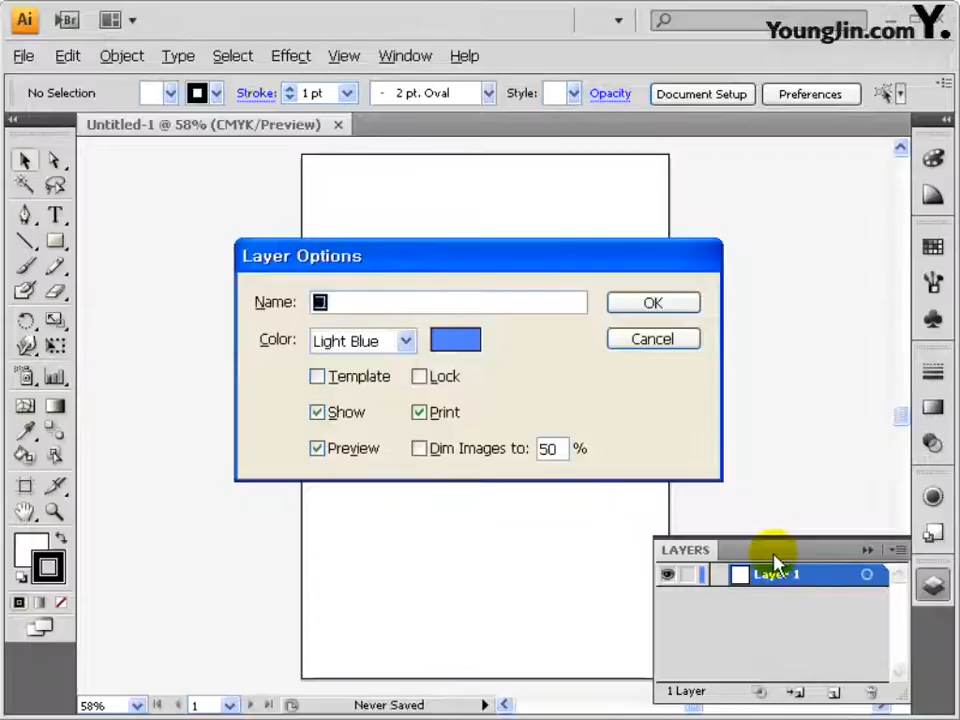 Ai Br
YoungJin.com Y.
File Edit Object Type Select Effect View Window Help
No Selection Stroke: 1 pt - 2 pt. Oval Style: Opacity Document Setup Preferences
Untitled-1 @ 58% (CMYK/Preview) ×
Layer Options
Name: OK
Color: Light Blue Cancel
Template Lock
Show Print
Preview Dim Images to: 50 %
LAYERS
Layer 1
1 Layer
58% 1 Never Saved